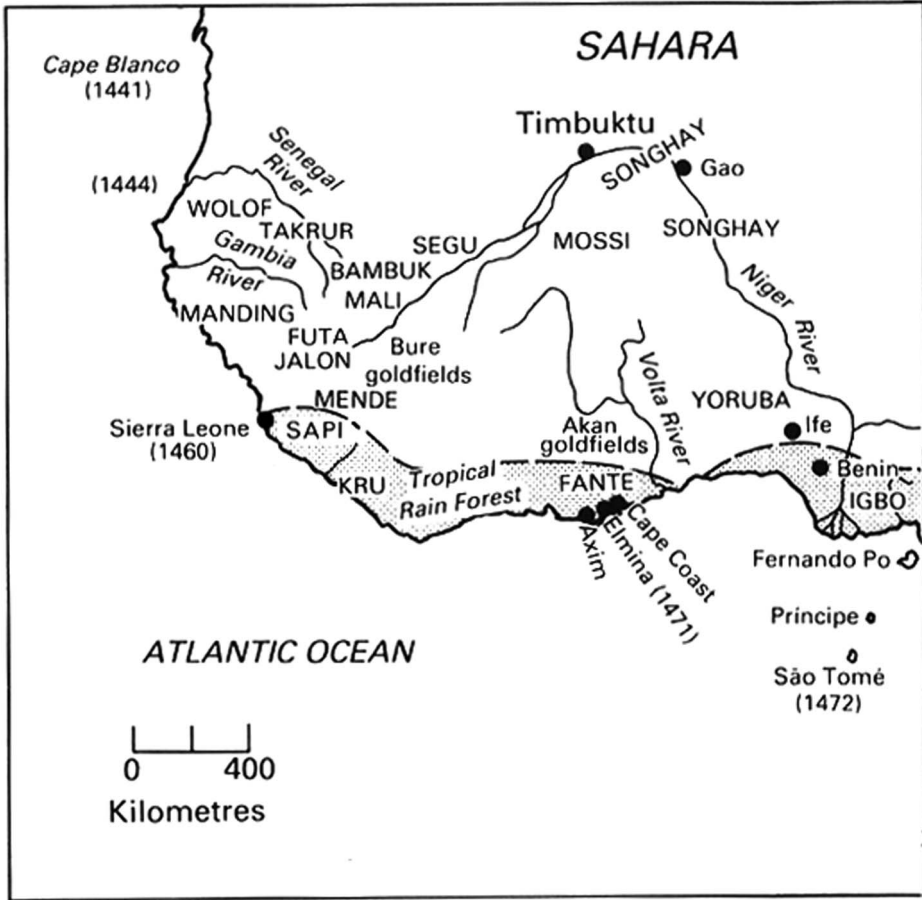 SAHARA
Cape Blanco
(1441)
Timbuktu
SONGHAY
Gao
Senegal
River
(1444)
WOLOF
TAKRUR
SEGU
MOSSI
SONGHAY
Gambia
River
BAMBUK
MALI
Niger
River
MANDING
FUTA
JALON
Bure
goldfields
Volta River
MENDE
YORUBA
Sierra Leone
(1460)
SAPI
Akan
goldfields
Ife
KRU
Tropical
Rain Forest
FANTE
Benin
IGBO
Axim
Elmina (1471)
Cape Coast
Fernando Po
Príncipe
São Tomé
(1472)
ATLANTIC OCEAN
0 400
Kilometres